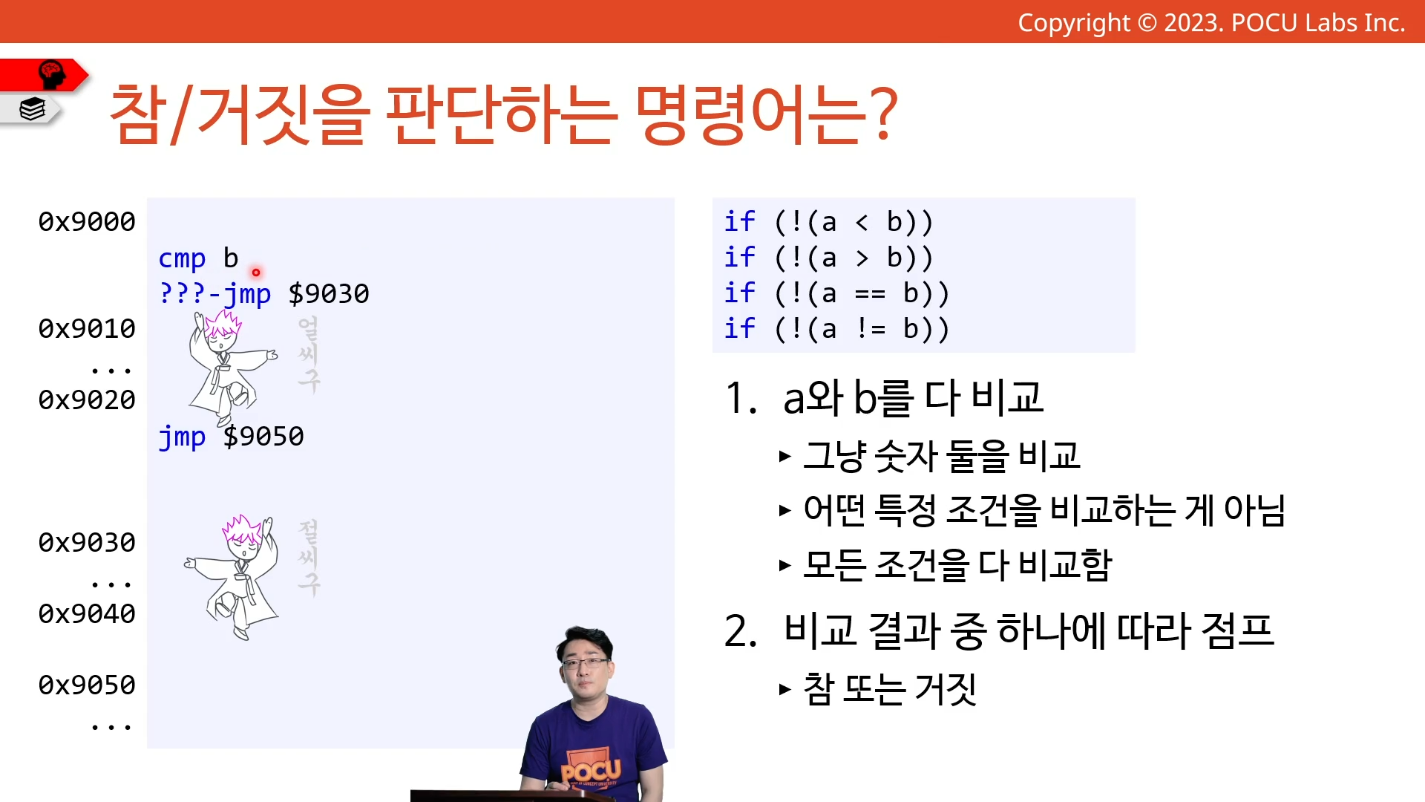 Copyright © 2023. POCU Labs Inc.
참/거짓을 판단하는 명령어는?
0x9000
cmp b
???-jmp $9030
0x9010
얼씨구
...
0x9020
jmp $9050
0x9030
절씨구
...
0x9040
0x9050
...
if (!(a < b))
if (!(a > b))
if (!(a == b))
if (!(a != b))
1. a와 b를 다 비교
▸ 그냥 숫자 둘을 비교
▸ 어떤 특정 조건을 비교하는 게 아님
▸ 모든 조건을 다 비교함
2. 비교 결과 중 하나에 따라 점프
▸ 참 또는 거짓
POCU